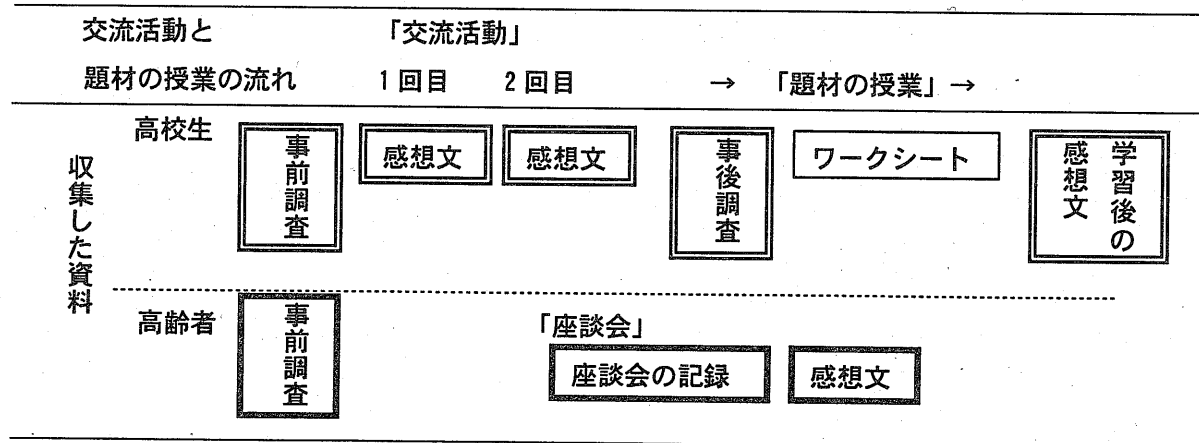 交流活動と 「交流活動」
題材の授業の流れ 1回目 2回目 → 「題材の授業」→
収集した資料
高校生
事前調査
感想文
感想文
事後調査
ワークシート
学習後の
感想文
高齢者
事前調査
「座談会」
座談会の記録
感想文